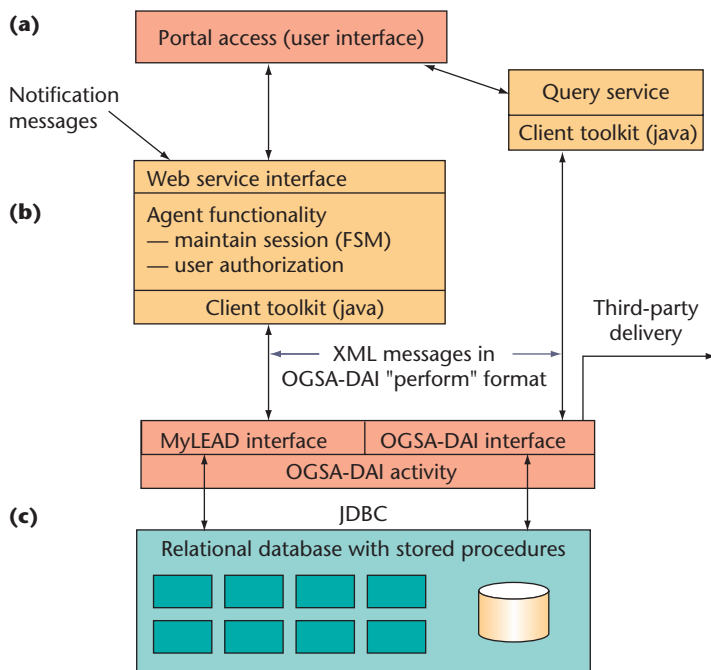 (a)
Portal access (user interface)
Notification
messages
Query service
Client toolkit (java)
(b)
Web service interface
Agent functionality
— maintain session (FSM)
— user authorization
Client toolkit (java)
Third-party
delivery
XML messages in
OGSA-DAI "perform" format
MyLEAD interface
OGSA-DAI interface
OGSA-DAI activity
(c)
JDBC
Relational database with stored procedures